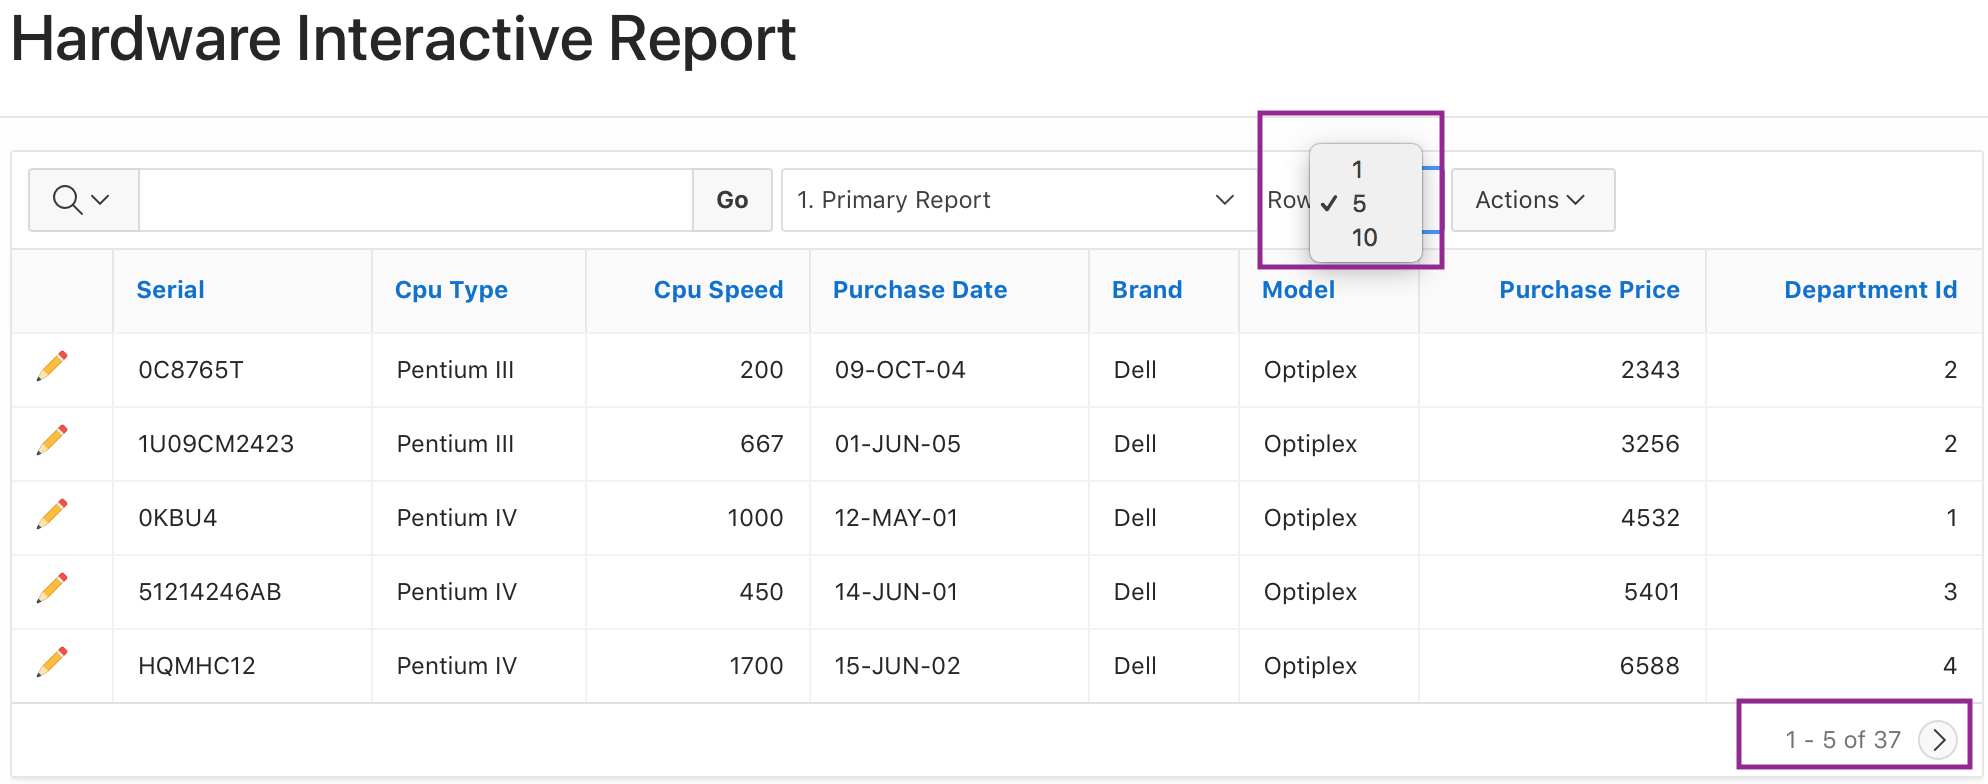 Hardware Interactive Report
Go
1. Primary Report
Row
1
5
10
Actions
Serial Cpu Type Cpu Speed Purchase Date Brand Model Purchase Price Department Id
0C8765T Pentium III 200 09-OCT-04 Dell Optiplex 2343 2
1U09CM2423 Pentium III 667 01-JUN-05 Dell Optiplex 3256 2
0KBU4 Pentium IV 1000 12-MAY-01 Dell Optiplex 4532 1
51214246AB Pentium IV 450 14-JUN-01 Dell Optiplex 5401 3
HQMHC12 Pentium IV 1700 15-JUN-02 Dell Optiplex 6588 4
1 - 5 of 37